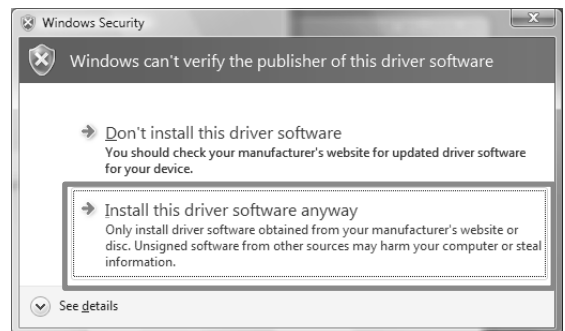 Windows Security
Windows can't verify the publisher of this driver software
Don't install this driver software
You should check your manufacturer's website for updated driver software
for your device.
Install this driver software anyway
Only install driver software obtained from your manufacturer's website or
disc. Unsigned software from other sources may harm your computer or steal
information.
See details